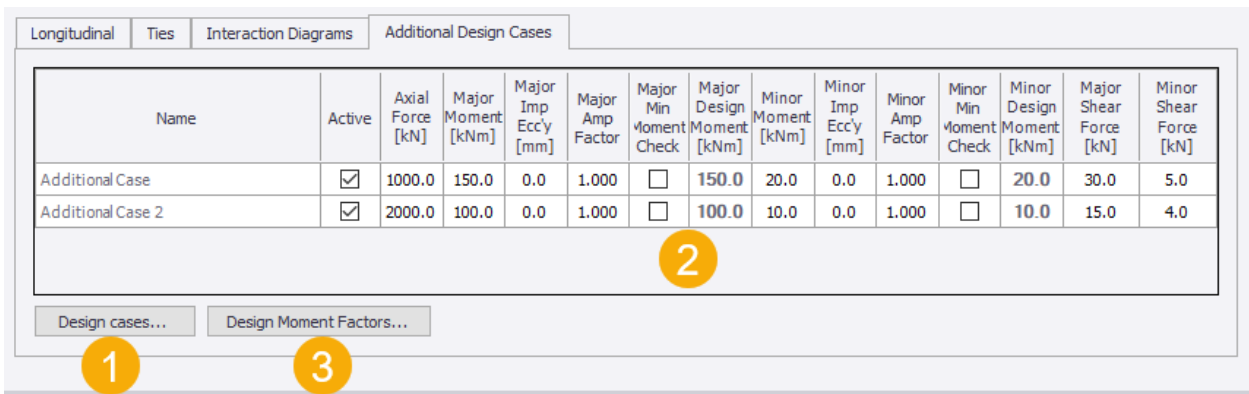 Longitudinal Ties Interaction Diagrams Additional Design Cases
Name Active Axial Force [kN] Major Moment [kNm] Major Imp Ecc'y [mm] Major Amp Factor Major Min Moment Check Major Design Moment [kNm] Minor Moment [kNm] Minor Imp Ecc'y [mm] Minor Amp Factor Minor Min Moment Check Minor Design Moment [kNm] Major Shear Force [kN] Minor Shear Force [kN]
Additional Case 1000.0 150.0 0.0 1.000 150.0 20.0 0.0 1.000 20.0 30.0 5.0
Additional Case 2 2000.0 100.0 0.0 1.000 100.0 10.0 0.0 1.000 10.0 15.0 4.0
2
Design cases... Design Moment Factors...
1 3